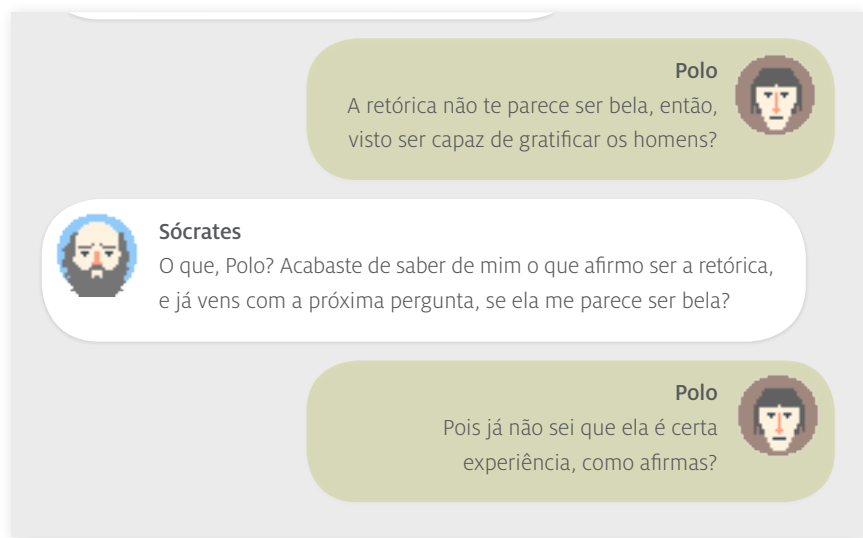 Polo
A retórica não te parece ser bela, então,
visto ser capaz de gratificar os homens?
Sócrates
O que, Polo? Acabaste de saber de mim o que afirmo ser a retórica,
e já vens com a próxima pergunta, se ela me parece ser bela?
Polo
Pois já não sei que ela é certa
experiência, como afirmas?